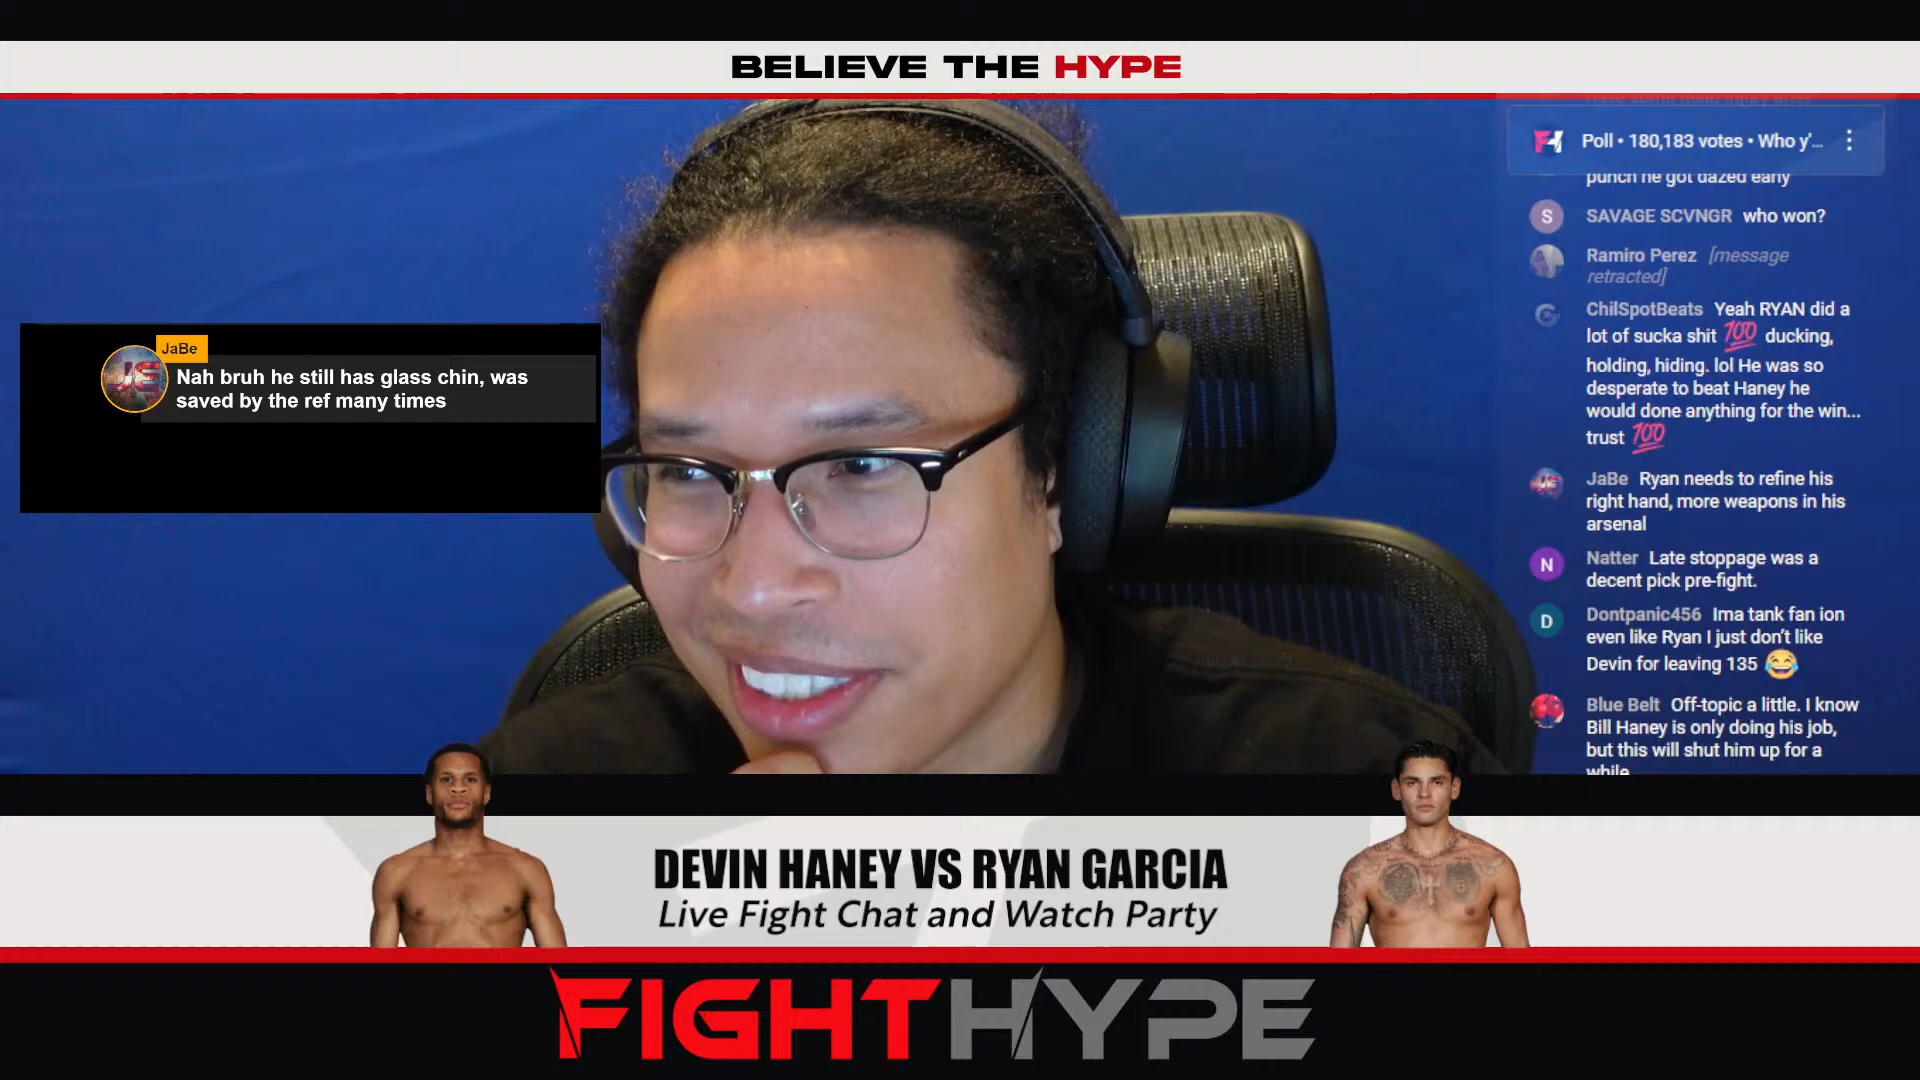 BELIEVE THE HYPE
Poll • 180,183 votes • Who y'...
punch he got dazed early
S SAVAGE SCVNGR who won?
Ramiro Perez [message
retracted]
ChilSpotBeats Yeah RYAN did a
lot of sucka shit 💯 ducking,
holding, hiding. lol He was so
desperate to beat Haney he
would done anything for the win...
trust 💯
JaBe Ryan needs to refine his
right hand, more weapons in his
arsenal
N Natter Late stoppage was a
decent pick pre-fight.
D Dontpanic456 Ima tank fan ion
even like Ryan I just don't like
Devin for leaving 135 😂
Blue Belt Off-topic a little. I know
Bill Haney is only doing his job,
but this will shut him up for a
while
JaBe
JE
Nah bruh he still has glass chin, was
saved by the ref many times
DEVIN HANEY VS RYAN GARCIA
Live Fight Chat and Watch Party
FIGHTHYPE